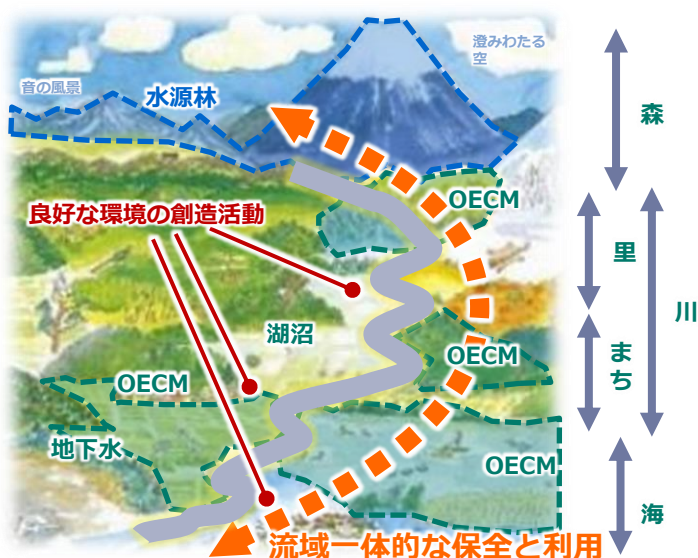 澄みわたる
空
音の風景
水源林
森
OECM
良好な環境の創造活動
里
川
湖沼
OECM
まち
OECM
地下水
OECM
海
流域一体的な保全と利用